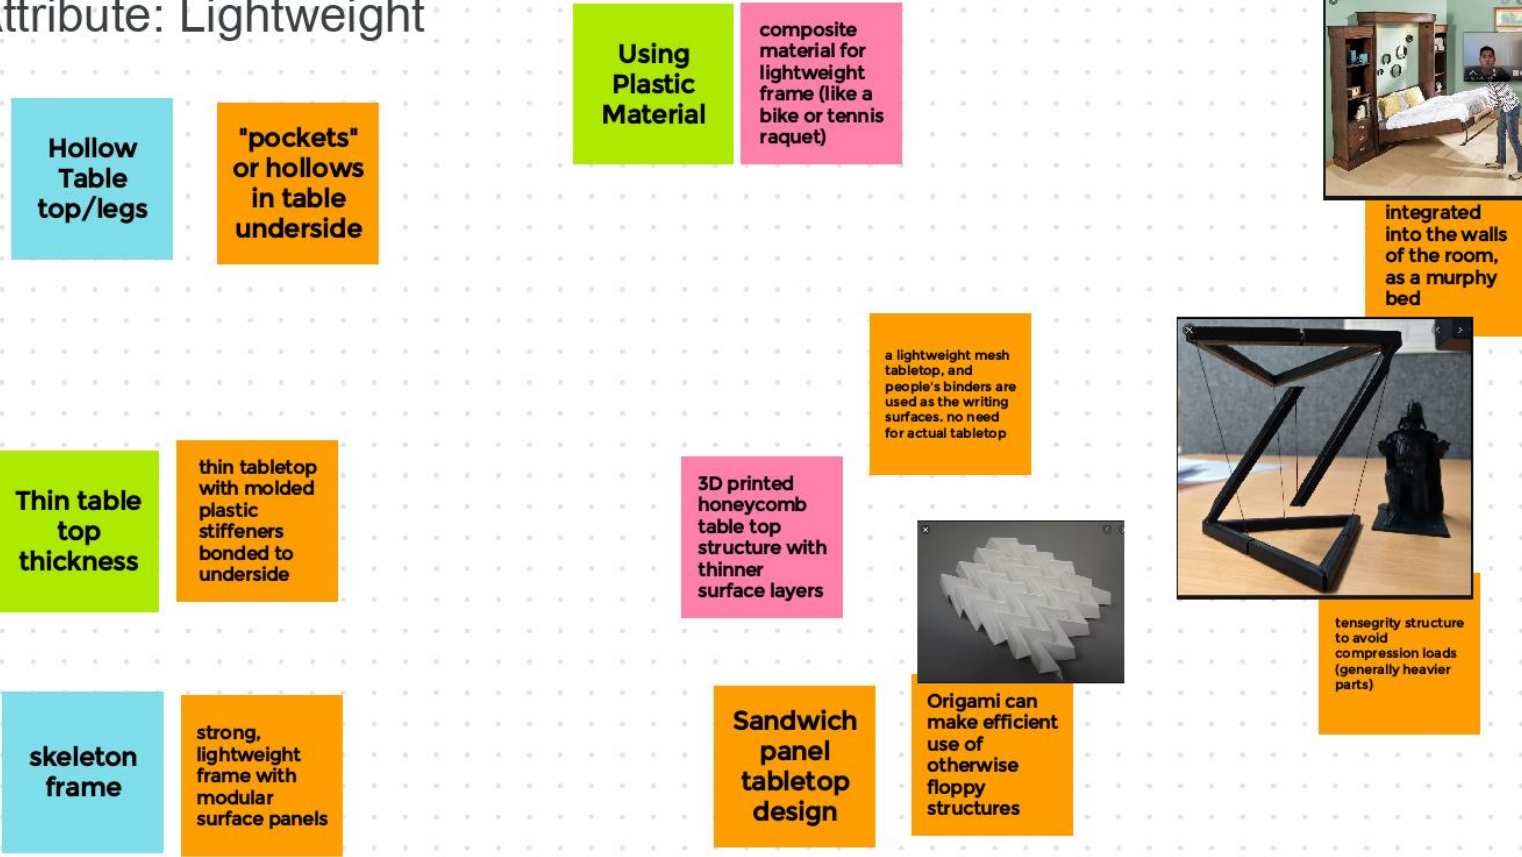 ttribute: Lightweight
Using
Plastic
Material
composite
material for
lightweight
frame (like a
bike or tennis
raquet)
Hollow
Table
top/legs
"pockets"
or hollows
in table
underside
integrated
into the walls
of the room,
as a murphy
bed
a lightweight mesh
tabletop, and
people's binders are
used as the writing
surfaces. no need
for actual tabletop
Thin table
top
thickness
thin tabletop
with molded
plastic
stiffeners
bonded to
underside
3D printed
honeycomb
table top
structure with
thinner
surface layers
tensegrity structure
to avoid
compression loads
(generally heavier
parts)
skeleton
frame
strong,
lightweight
frame with
modular
surface panels
Sandwich
panel
tabletop
design
Origami can
make efficient
use of
otherwise
floppy
structures